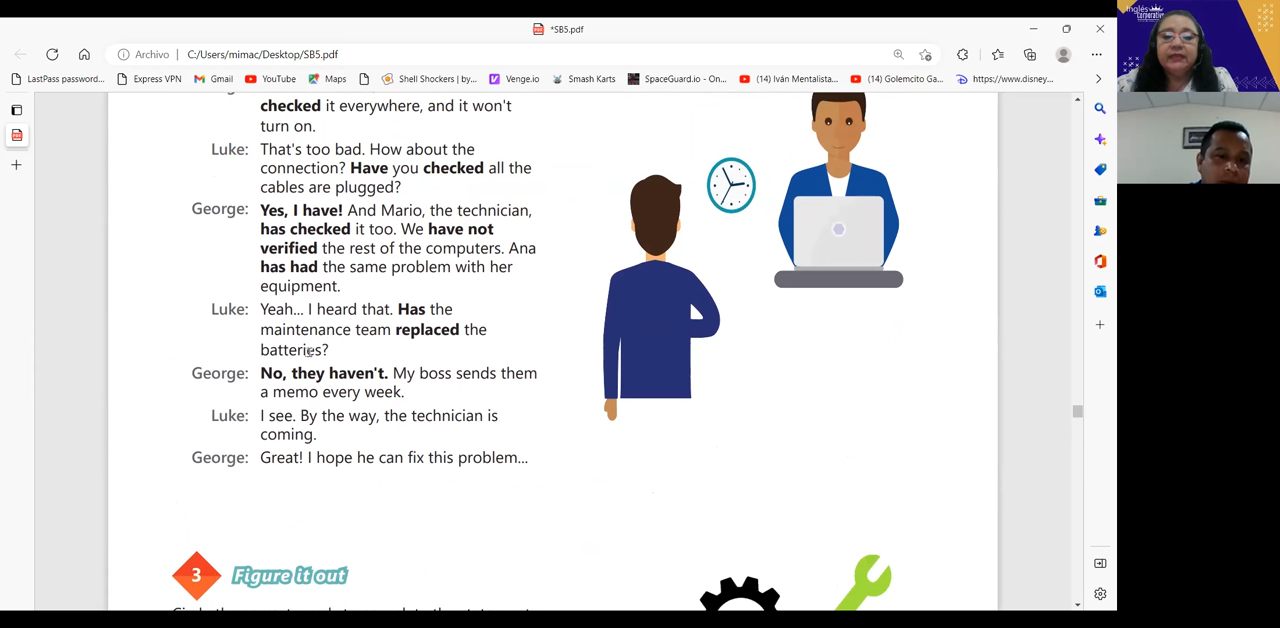 *SB5.pdf
Archivo | C:/Users/mimac/Desktop/SB5.pdf
LastPass password... Express VPN Gmail YouTube Maps Shell Shockers | by... Venge.io Smash Karts SpaceGuard.io - On... (14) Iván Mentalista... (14) Golemcito Ga... https://www.disney...
Inglés
Corporativo
checked it everywhere, and it won't
turn on.
Luke: That's too bad. How about the
connection? Have you checked all the
cables are plugged?
George: Yes, I have! And Mario, the technician,
has checked it too. We have not
verified the rest of the computers. Ana
has had the same problem with her
equipment.
Luke: Yeah... I heard that. Has the
maintenance team replaced the
batteries?
George: No, they haven't. My boss sends them
a memo every week.
Luke: I see. By the way, the technician is
coming.
George: Great! I hope he can fix this problem...
3 Figure it out